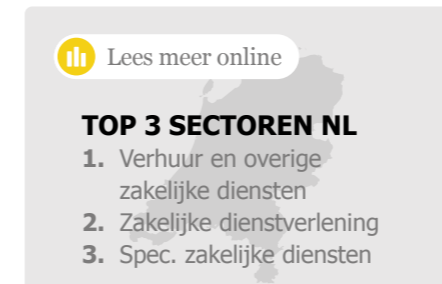 Lees meer online
TOP 3 SECTOREN NL
1. Verhuur en overige
zakelijke diensten
2. Zakelijke dienstverlening
3. Spec. zakelijke diensten